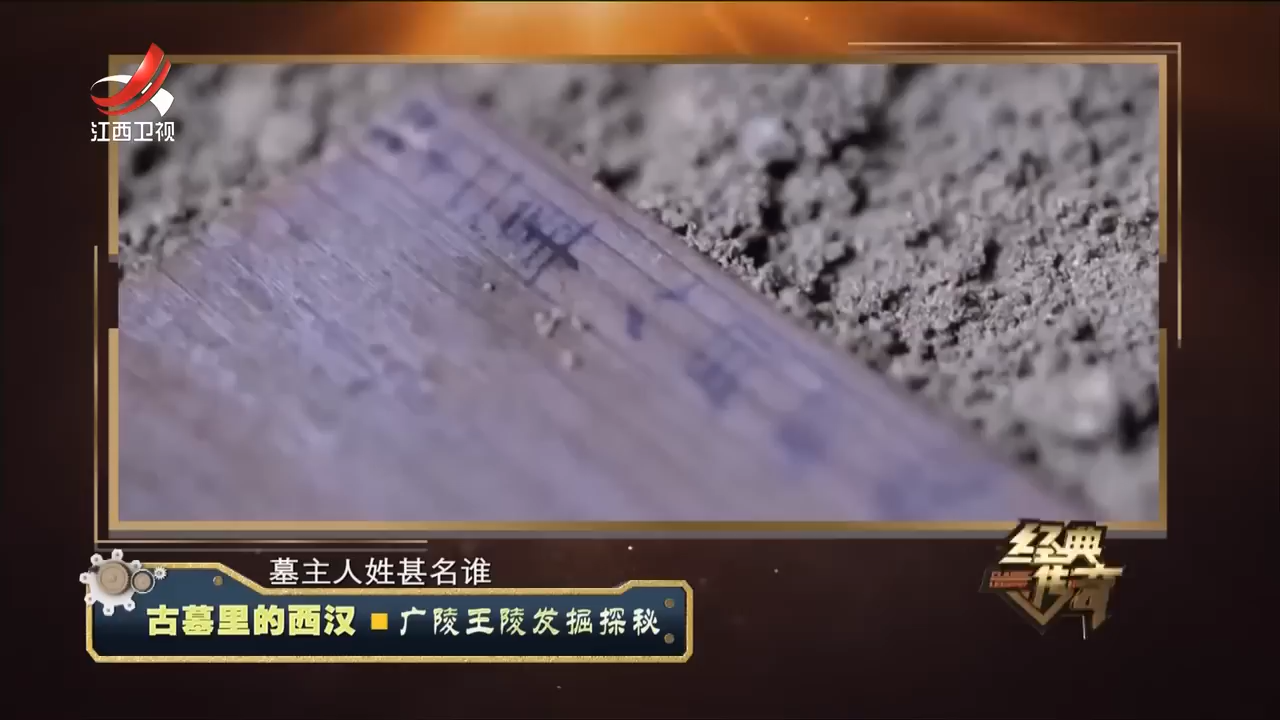 江西卫视
经典
传奇
墓主人姓甚名谁
古墓里的西汉 广陵王陵发掘探秘